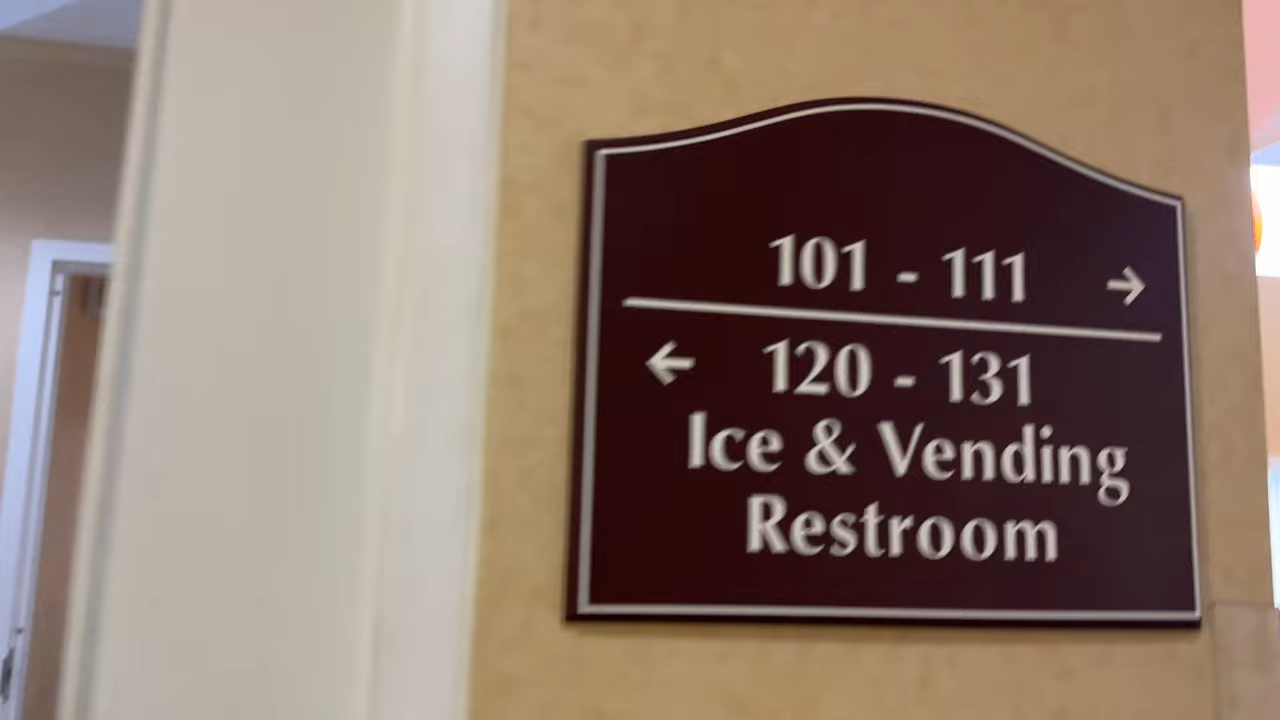 101 - 111 →
← 120 - 131
Ice & Vending
Restroom